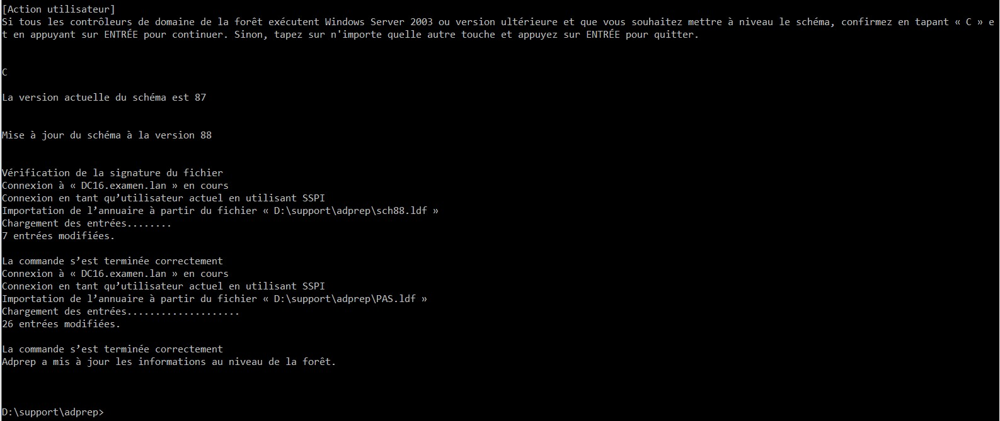 [Action utilisateur]
Si tous les contrôleurs de domaine de la forêt exécutent Windows Server 2003 ou version ultérieure et que vous souhaitez mettre à niveau le schéma, confirmez en tapant « C » e
t en appuyant sur ENTRÉE pour continuer. Sinon, tapez sur n'importe quelle autre touche et appuyez sur ENTRÉE pour quitter.
C
La version actuelle du schéma est 87
Mise à jour du schéma à la version 88
Vérification de la signature du fichier
Connexion à « DC16.examen.lan » en cours
Connexion en tant qu’utilisateur actuel en utilisant SSPI
Importation de l’annuaire à partir du fichier « D:\support\adprep\sch88.ldf »
Chargement des entrées........
7 entrées modifiées.
La commande s’est terminée correctement
Connexion à « DC16.examen.lan » en cours
Connexion en tant qu’utilisateur actuel en utilisant SSPI
Importation de l’annuaire à partir du fichier « D:\support\adprep\PAS.ldf »
Chargement des entrées....................
26 entrées modifiées.
La commande s’est terminée correctement
Adprep a mis à jour les informations au niveau de la forêt.
D:\support\adprep>